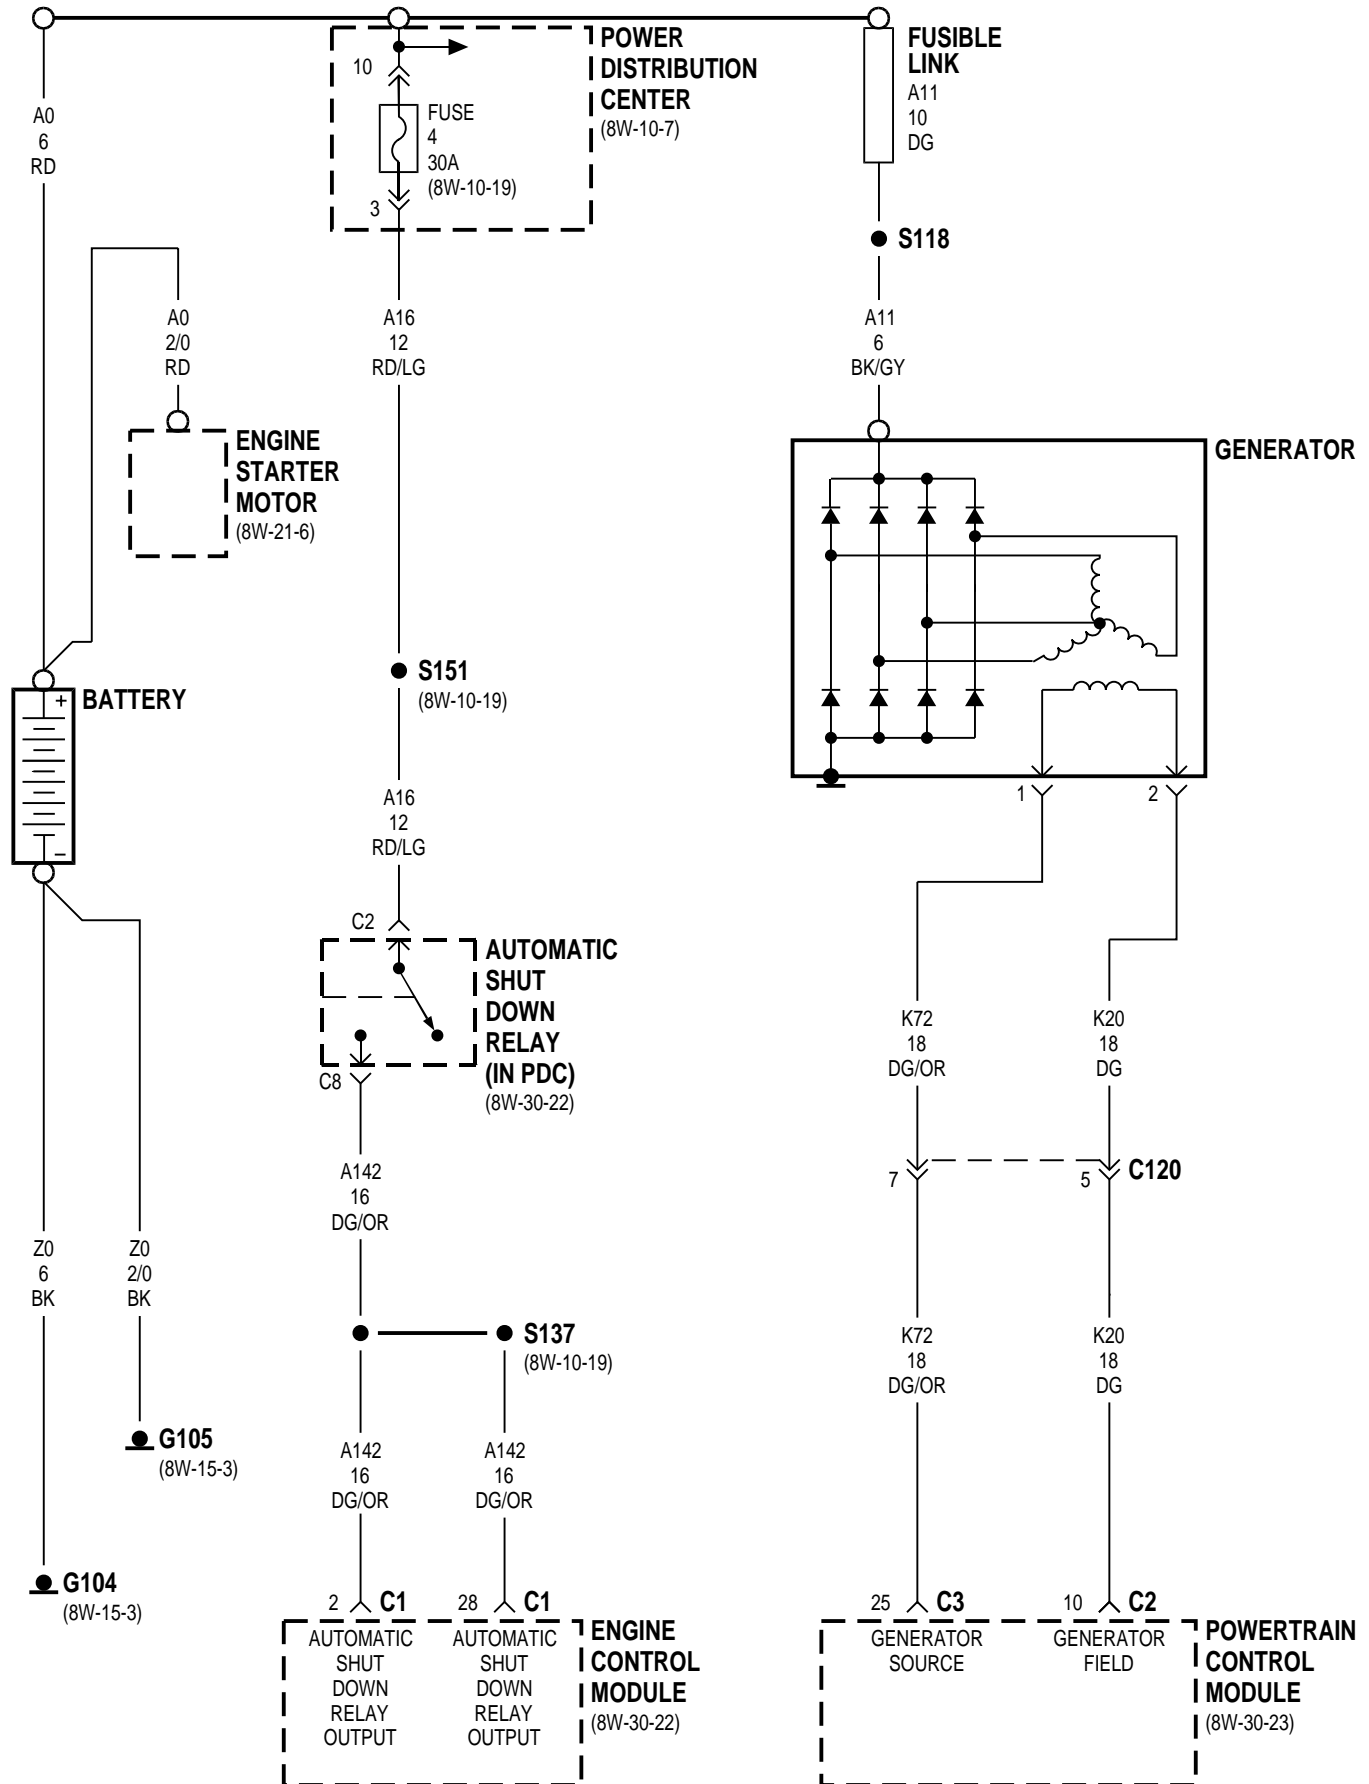 POWER
DISTRIBUTION
CENTER
(8W-10-7)
10
FUSE
4
30A
(8W-10-19)
3
FUSIBLE
LINK
A11
10
DG
A0
6
RD
S118
A0
2/0
RD
A16
12
RD/LG
A11
6
BK/GY
ENGINE
STARTER
MOTOR
(8W-21-6)
GENERATOR
BATTERY
+
–
S151
(8W-10-19)
1
2
A16
12
RD/LG
C2
AUTOMATIC
SHUT
DOWN
RELAY
(IN PDC)
(8W-30-22)
C8
K72
18
DG/OR
K20
18
DG
7
5
C120
A142
16
DG/OR
Z0
6
BK
Z0
2/0
BK
S137
(8W-10-19)
K72
18
DG/OR
K20
18
DG
G105
(8W-15-3)
A142
16
DG/OR
A142
16
DG/OR
G104
(8W-15-3)
2 C1
28 C1
25 C3
10 C2
AUTOMATIC
SHUT
DOWN
RELAY
OUTPUT
AUTOMATIC
SHUT
DOWN
RELAY
OUTPUT
ENGINE
CONTROL
MODULE
(8W-30-22)
GENERATOR
SOURCE
GENERATOR
FIELD
POWERTRAIN
CONTROL
MODULE
(8W-30-23)